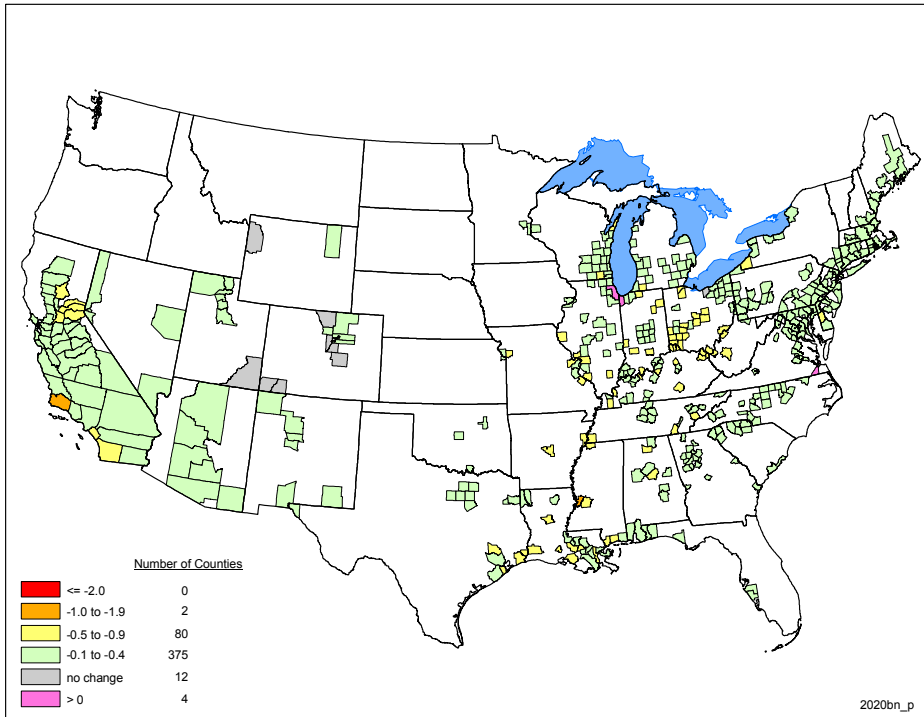 Number of Counties
<= -2.0 0
-1.0 to -1.9 2
-0.5 to -0.9 80
-0.1 to -0.4 375
no change 12
> 0 4
2020bn_p